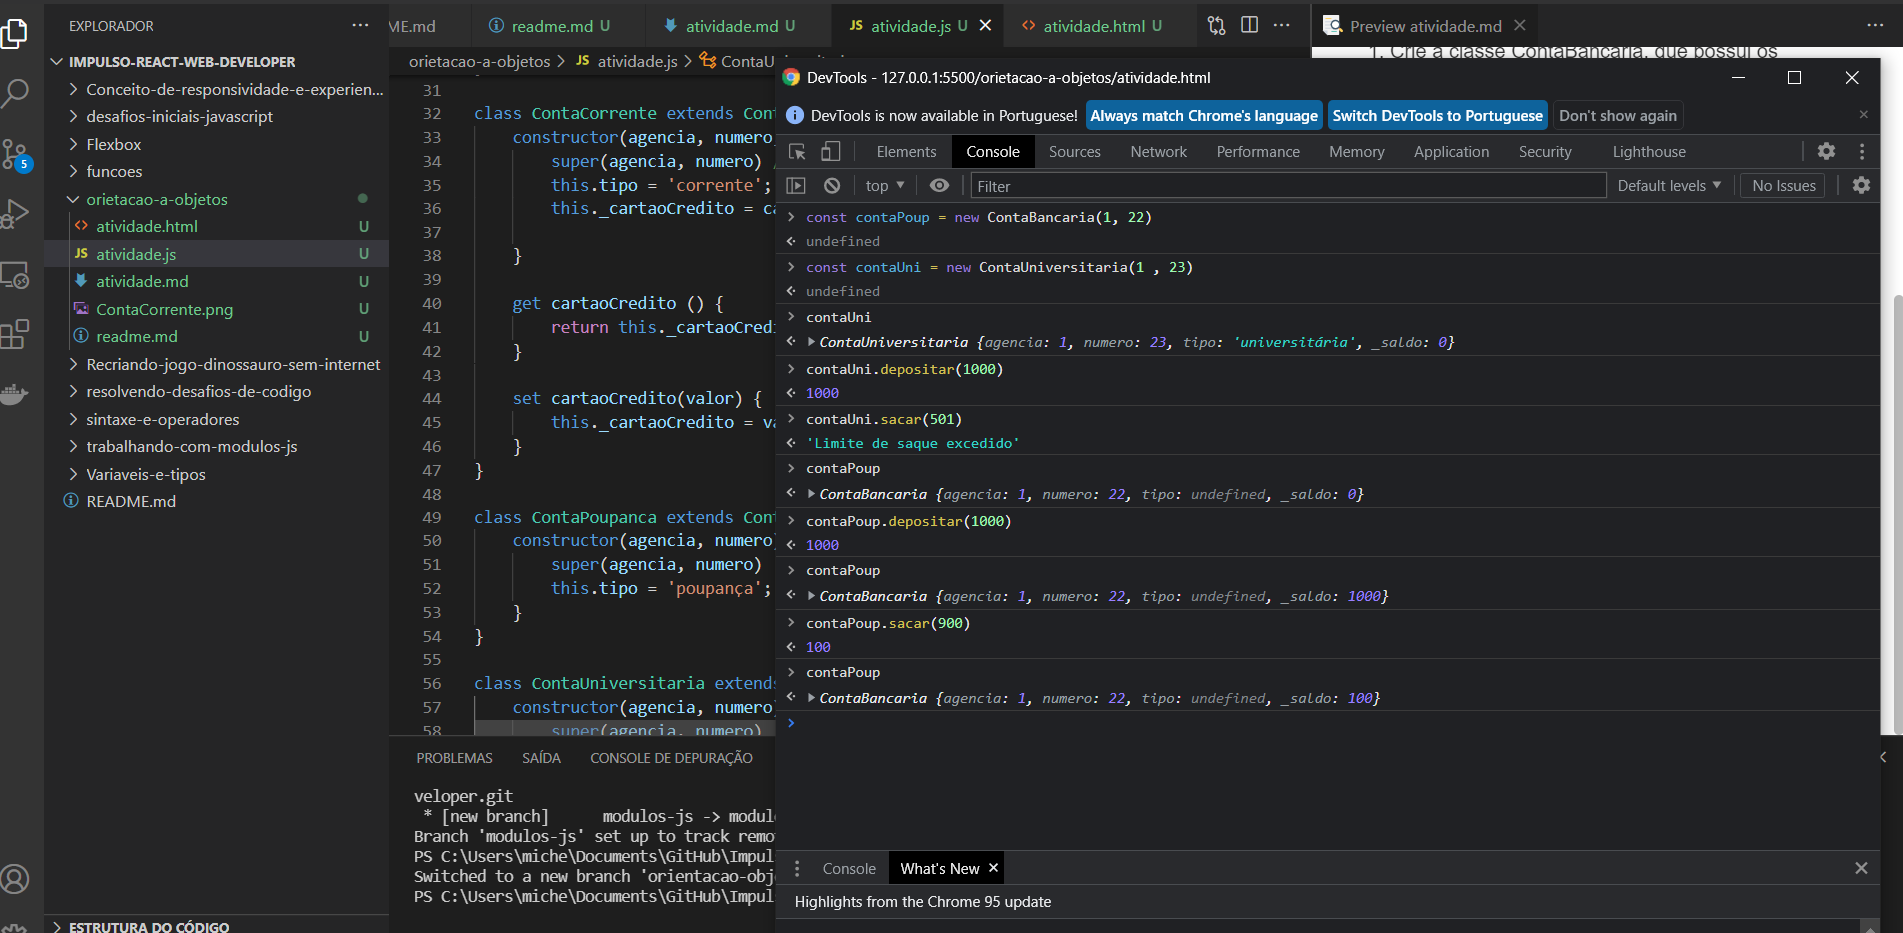 EXPLORADOR
IMPULSO-REACT-WEB-DEVELOPER
Conceito-de-responsividade-e-experien...
desafios-iniciais-javascript
Flexbox
funcoes
orietacao-a-objetos
atividade.html U
JS atividade.js U
atividade.md U
ContaCorrente.png U
readme.md U
Recriando-jogo-dinossauro-sem-internet
resolvendo-desafios-de-codigo
sintaxe-e-operadores
trabalhando-com-modulos-js
Variaveis-e-tipos
README.md
5
ESTRUTURA DO CÓDIGO
ME.md
readme.md U
atividade.md U
JS atividade.js U
atividade.html U
Preview atividade.md
orietacao-a-objetos > JS atividade.js > ContaU
1. Crie a classe ContaBancaria, que possui os
31
32 class ContaCorrente extends Cont
33 constructor(agencia, numero
34 super(agencia, numero) /
35 this.tipo = 'corrente';
36 this._cartaoCredito = ca
37
38 }
39
40 get cartaoCredito () {
41 return this._cartaoCredi
42 }
43
44 set cartaoCredito(valor) {
45 this._cartaoCredito = va
46 }
47 }
48
49 class ContaPoupanca extends Cont
50 constructor(agencia, numero)
51 super(agencia, numero)
52 this.tipo = 'poupança';
53 }
54 }
55
56 class ContaUniversitaria extends
57 constructor(agencia, numero)
58 super(agencia, numero)
PROBLEMAS SAÍDA CONSOLE DE DEPURAÇÃO
veloper.git
* [new branch] modulos-js -> modulo
Branch 'modulos-js' set up to track remo
PS C:\Users\miche\Documents\GitHub\Impul
Switched to a new branch 'orientacao-obj
PS C:\Users\miche\Documents\GitHub\Impul
DevTools - 127.0.0.1:5500/orietacao-a-objetos/atividade.html
DevTools is now available in Portuguese! Always match Chrome's language Switch DevTools to Portuguese Don't show again
Elements Console Sources Network Performance Memory Application Security Lighthouse
top Filter Default levels No Issues
const contaPoup = new ContaBancaria(1, 22)
undefined
const contaUni = new ContaUniversitaria(1 , 23)
undefined
contaUni
ContaUniversitaria {agencia: 1, numero: 23, tipo: 'universitária', _saldo: 0}
contaUni.depositar(1000)
1000
contaUni.sacar(501)
'Limite de saque excedido'
contaPoup
ContaBancaria {agencia: 1, numero: 22, tipo: undefined, _saldo: 0}
contaPoup.depositar(1000)
1000
contaPoup
ContaBancaria {agencia: 1, numero: 22, tipo: undefined, _saldo: 1000}
contaPoup.sacar(900)
100
contaPoup
ContaBancaria {agencia: 1, numero: 22, tipo: undefined, _saldo: 100}
Console What's New
Highlights from the Chrome 95 update